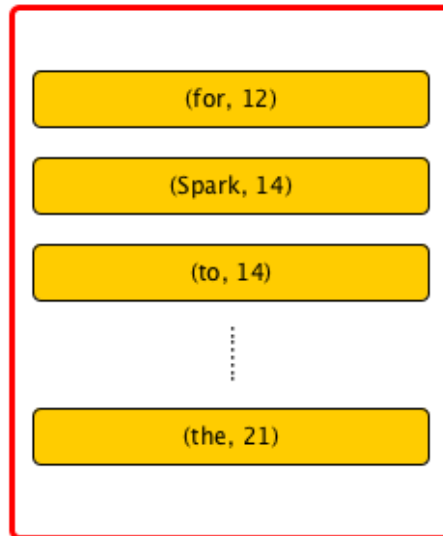 (for, 12)
(Spark, 14)
(to, 14)
(the, 21)